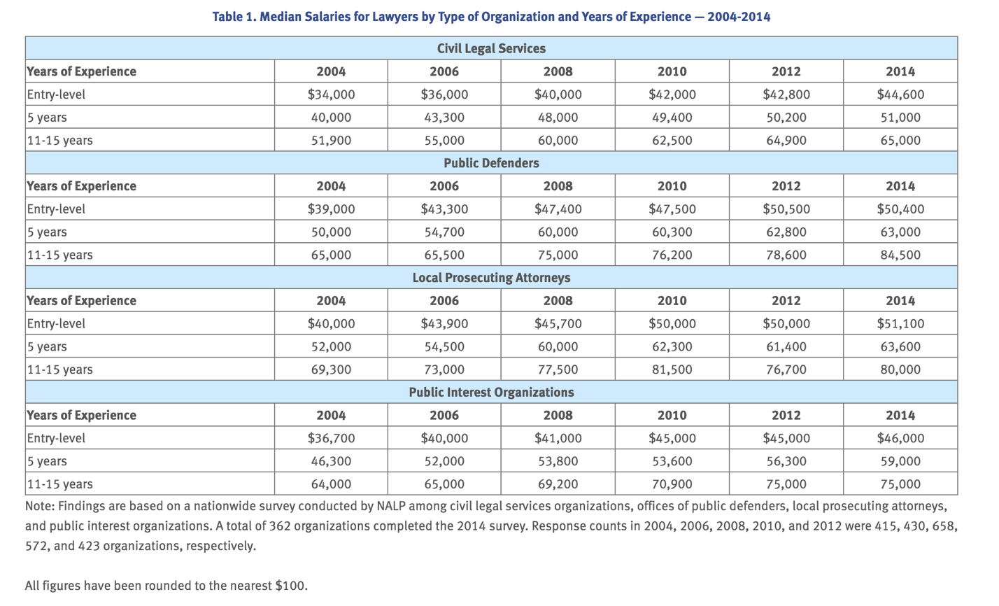 Table 1. Median Salaries for Lawyers by Type of Organization and Years of Experience — 2004-2014
Civil Legal Services
Years of Experience 2004 2006 2008 2010 2012 2014
Entry-level $34,000 $36,000 $40,000 $42,000 $42,800 $44,600
5 years 40,000 43,300 48,000 49,400 50,200 51,000
11-15 years 51,900 55,000 60,000 62,500 64,900 65,000
Public Defenders
Years of Experience 2004 2006 2008 2010 2012 2014
Entry-level $39,000 $43,300 $47,400 $47,500 $50,500 $50,400
5 years 50,000 54,700 60,000 60,300 62,800 63,000
11-15 years 65,000 65,500 75,000 76,200 78,600 84,500
Local Prosecuting Attorneys
Years of Experience 2004 2006 2008 2010 2012 2014
Entry-level $40,000 $43,900 $45,700 $50,000 $50,000 $51,100
5 years 52,000 54,500 60,000 62,300 61,400 63,600
11-15 years 69,300 73,000 77,500 81,500 76,700 80,000
Public Interest Organizations
Years of Experience 2004 2006 2008 2010 2012 2014
Entry-level $36,700 $40,000 $41,000 $45,000 $45,000 $46,000
5 years 46,300 52,000 53,800 53,600 56,300 59,000
11-15 years 64,000 65,000 69,200 70,900 75,000 75,000
Note: Findings are based on a nationwide survey conducted by NALP among civil legal services organizations, offices of public defenders, local prosecuting attorneys,
and public interest organizations. A total of 362 organizations completed the 2014 survey. Response counts in 2004, 2006, 2008, 2010, and 2012 were 415, 430, 658,
572, and 423 organizations, respectively.
All figures have been rounded to the nearest $100.